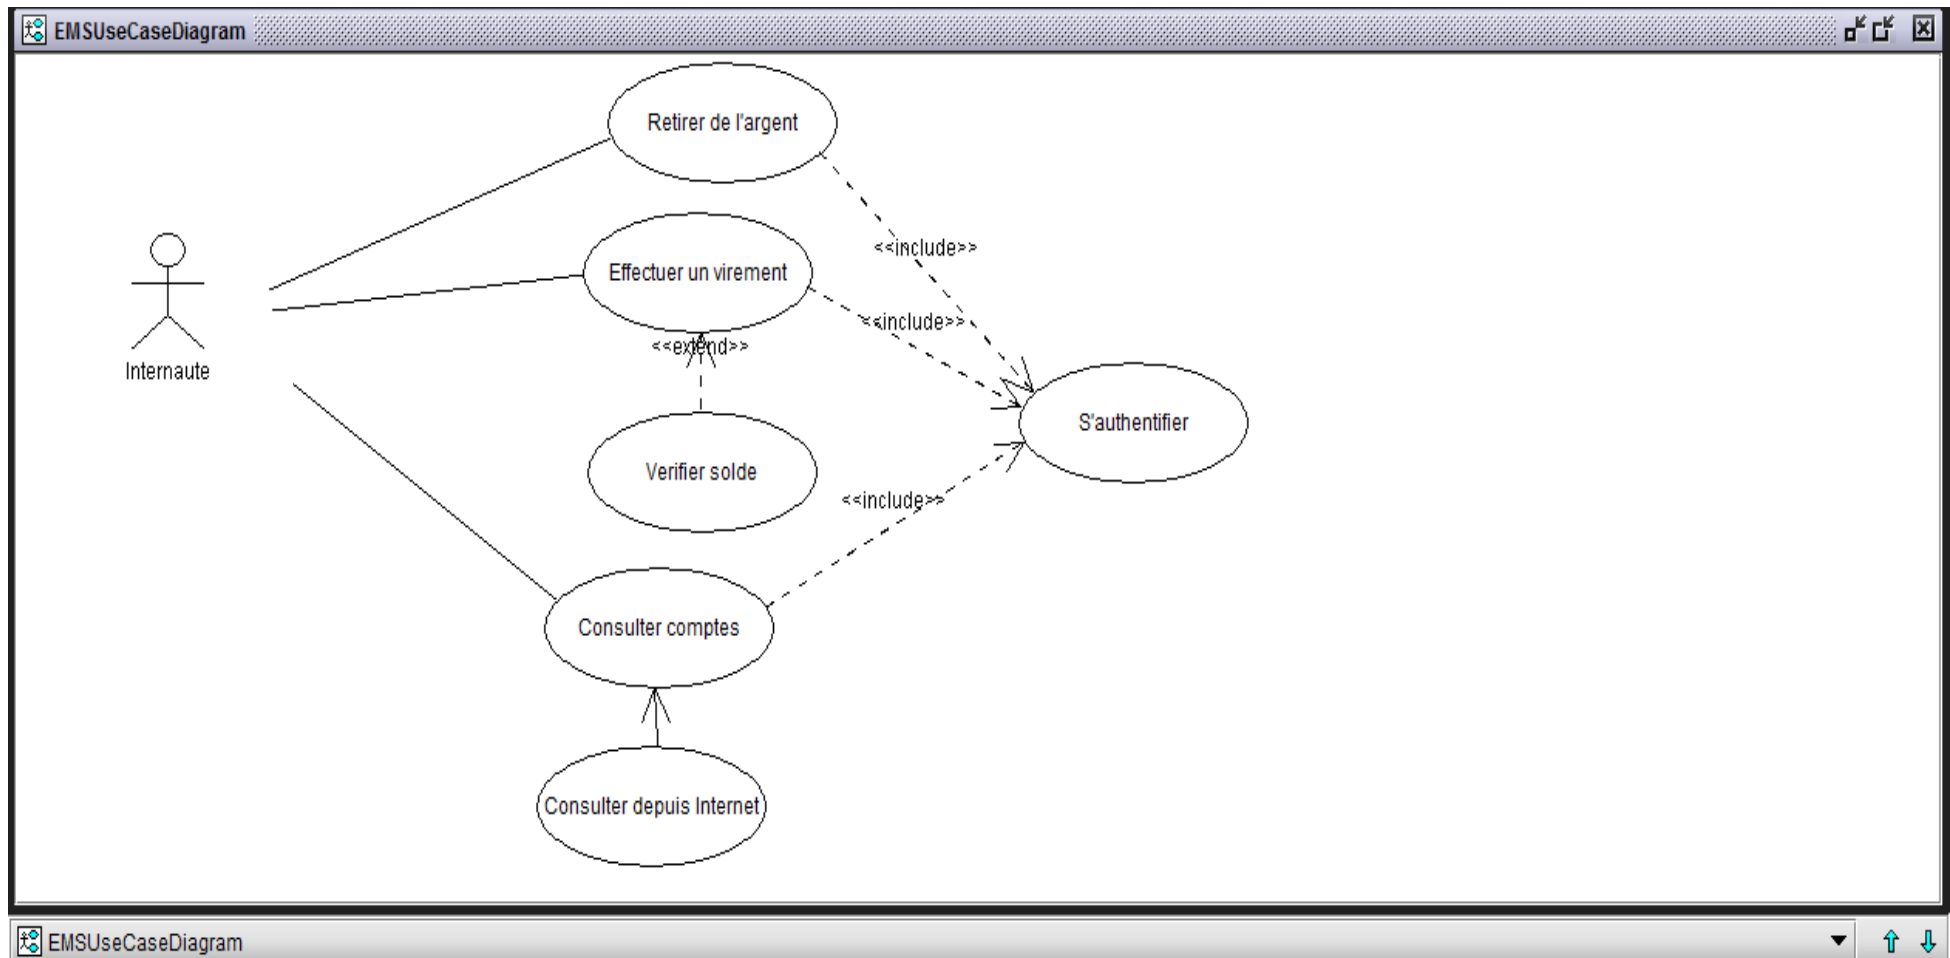 EMSUseCaseDiagram
Retirer de l'argent
<<include>>
Effectuer un virement
<<include>>
<<extend>>
Internaute
S'authentifier
Verifier solde
<<include>>
Consulter comptes
Consulter depuis Internet
EMSUseCaseDiagram